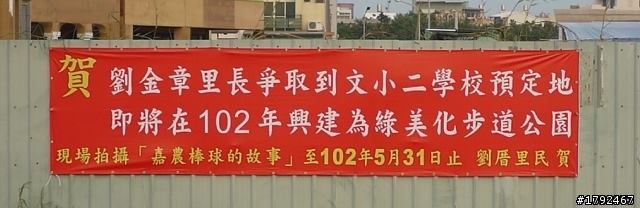 賀
劉金章里長爭取到文小二學校預定地
即將在102年興建為綠美化步道公園
現場拍攝「嘉農棒球的故事」至102年5月31日止 劉厝里民 賀
#1792467